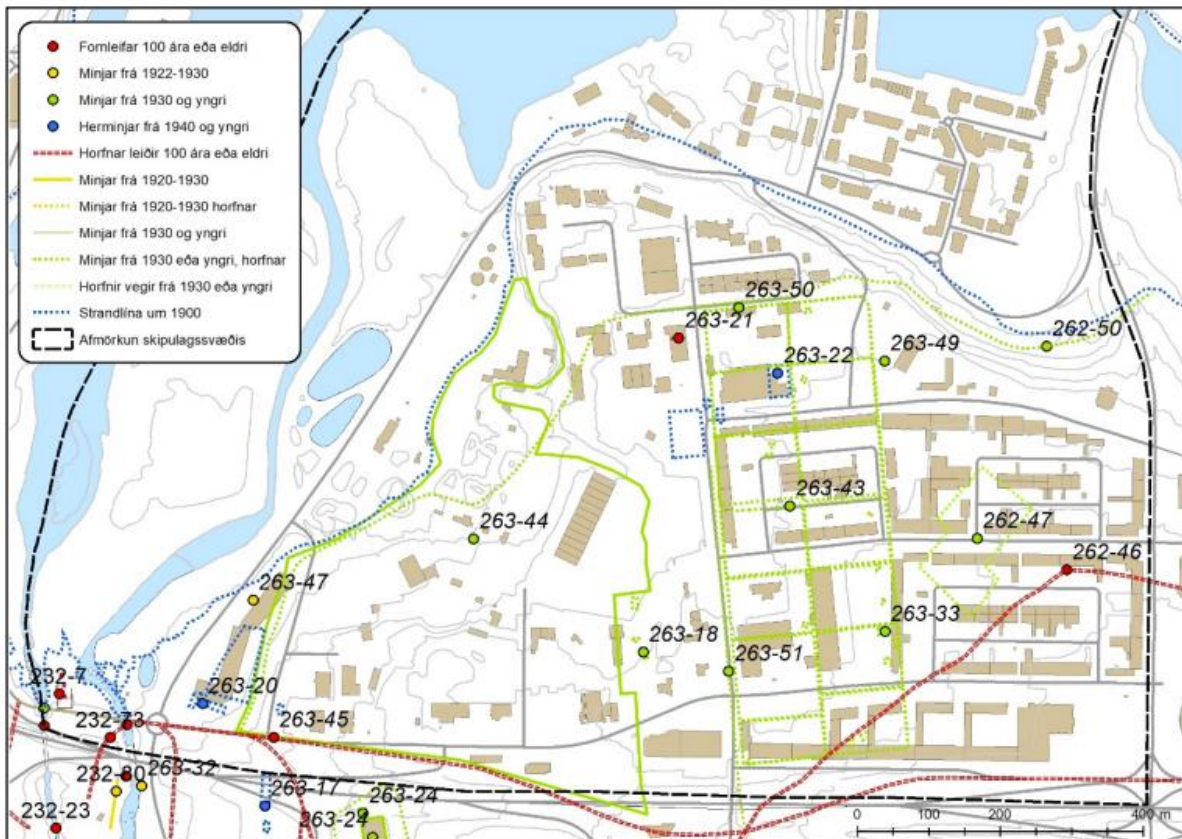 Fornleifar 100 ára eða eldri
Minjar frá 1922-1930
Minjar frá 1930 og yngri
Herminjar frá 1940 og yngri
Horfnar leiðir 100 ára eða eldri
Minjar frá 1920-1930
Minjar frá 1920-1930 horfnar
Minjar frá 1930 og yngri
Minjar frá 1930 eða yngri, horfnar
Horfnir vegir frá 1930 eða yngri
Strandlína um 1900
Afmörkun skipulagssvæðis
263-50
263-21
263-22
263-49
262-50
263-43
263-44
262-47
262-46
263-47
263-33
263-18
263-51
232-7
263-20
232-73
263-45
232-80
263-32
263-17
263-24
232-23
263-24
0 100 200 400 m